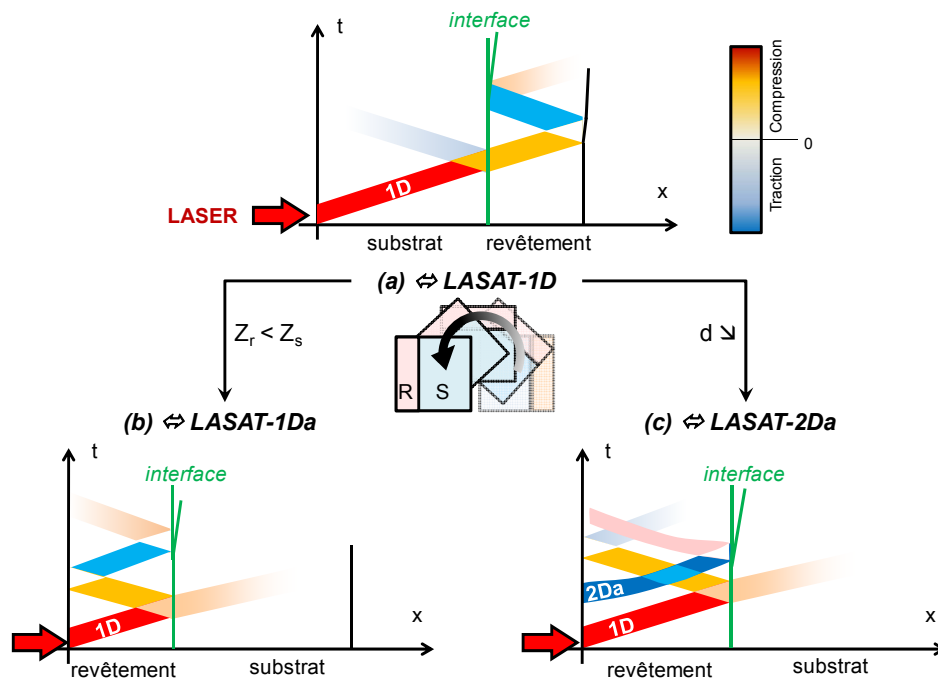 t
interface
Compression
0
Traction
1D
LASER
x
substrat
revêtement
(a) ⇔ LASAT-1D
Zr < Zs
d ↘
R
S
(b) ⇔ LASAT-1Da
(c) ⇔ LASAT-2Da
t
interface
1D
x
revêtement
substrat
t
interface
2Da
1D
x
revêtement
substrat